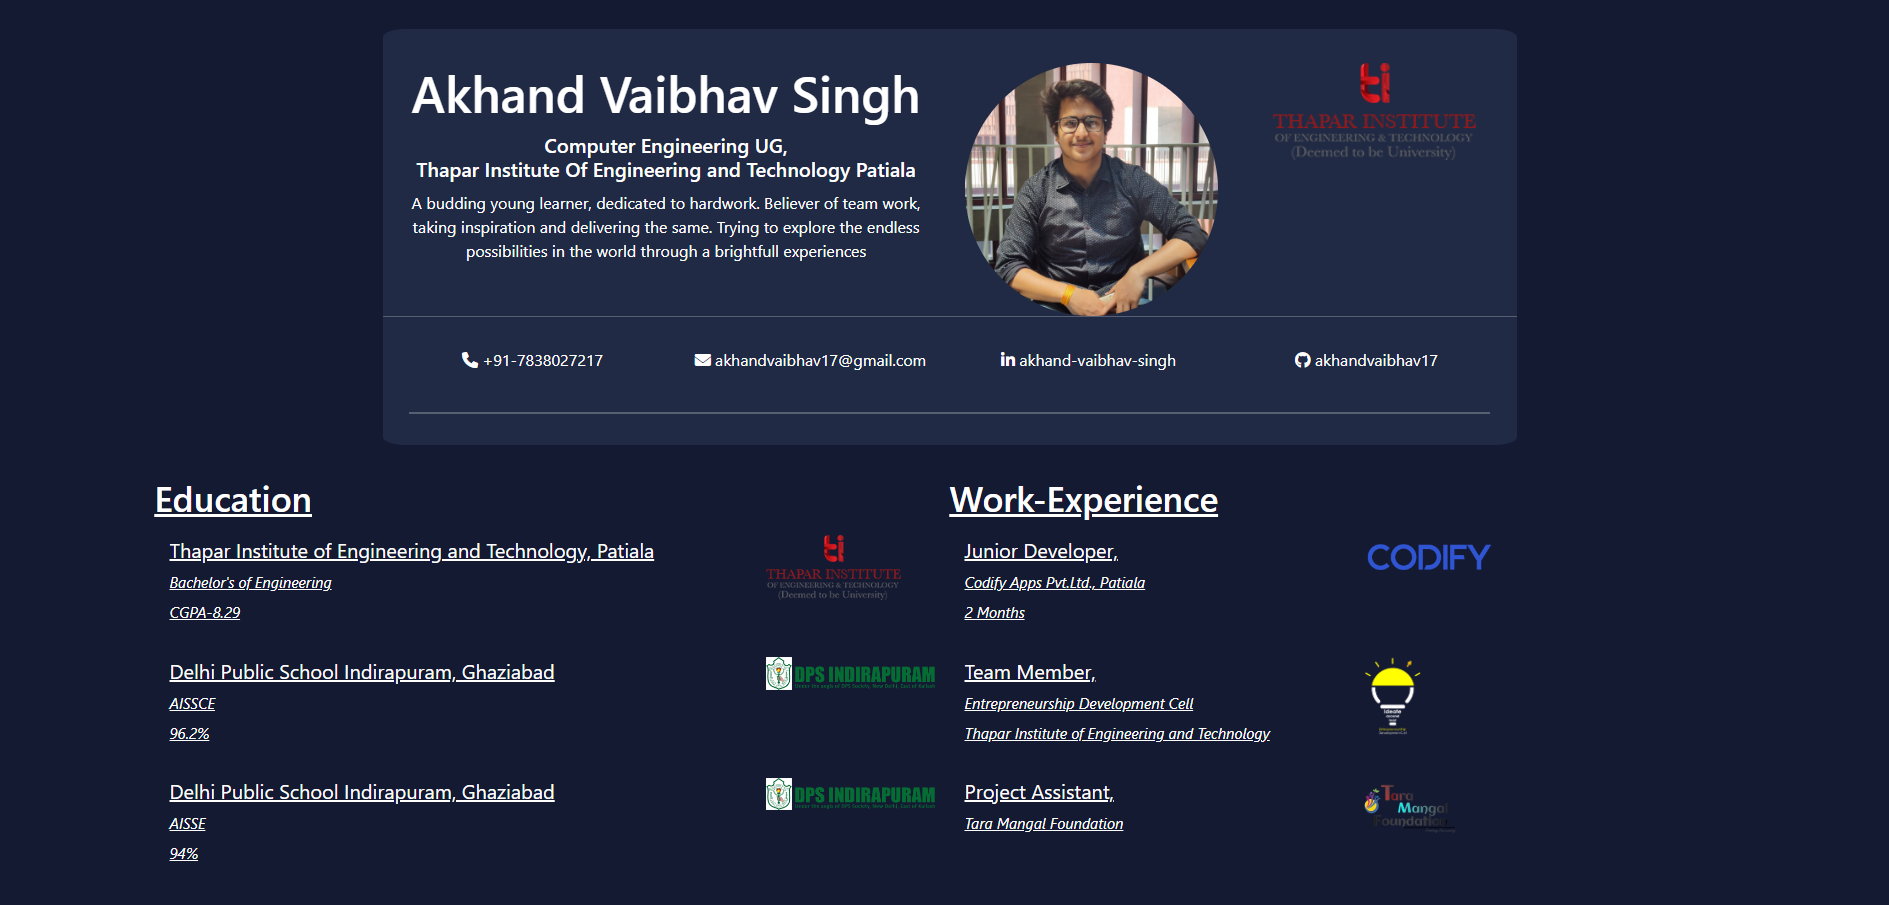 Akhand Vaibhav Singh
Computer Engineering UG,
Thapar Institute Of Engineering and Technology Patiala
A budding young learner, dedicated to hardwork. Believer of team work,
taking inspiration and delivering the same. Trying to explore the endless
possibilities in the world through a brightfull experiences
ti
THAPAR INSTITUTE
OF ENGINEERING & TECHNOLOGY
(Deemed to be University)
+91-7838027217
akhandvaibhav17@gmail.com
in akhand-vaibhav-singh
akhandvaibhav17
Education
Thapar Institute of Engineering and Technology, Patiala
Bachelor's of Engineering
CGPA-8.29
ti
THAPAR INSTITUTE
OF ENGINEERING & TECHNOLOGY
(Deemed to be University)
Delhi Public School Indirapuram, Ghaziabad
AISSCE
96.2%
DPS INDIRAPURAM
Delhi Public School Indirapuram, Ghaziabad
AISSE
94%
DPS INDIRAPURAM
Work-Experience
Junior Developer,
Codify Apps Pvt.Ltd., Patiala
2 Months
CODIFY
Team Member,
Entrepreneurship Development Cell
Thapar Institute of Engineering and Technology
Ideate
Project Assistant,
Tara Mangal Foundation
Tara
Mangal
Foundation